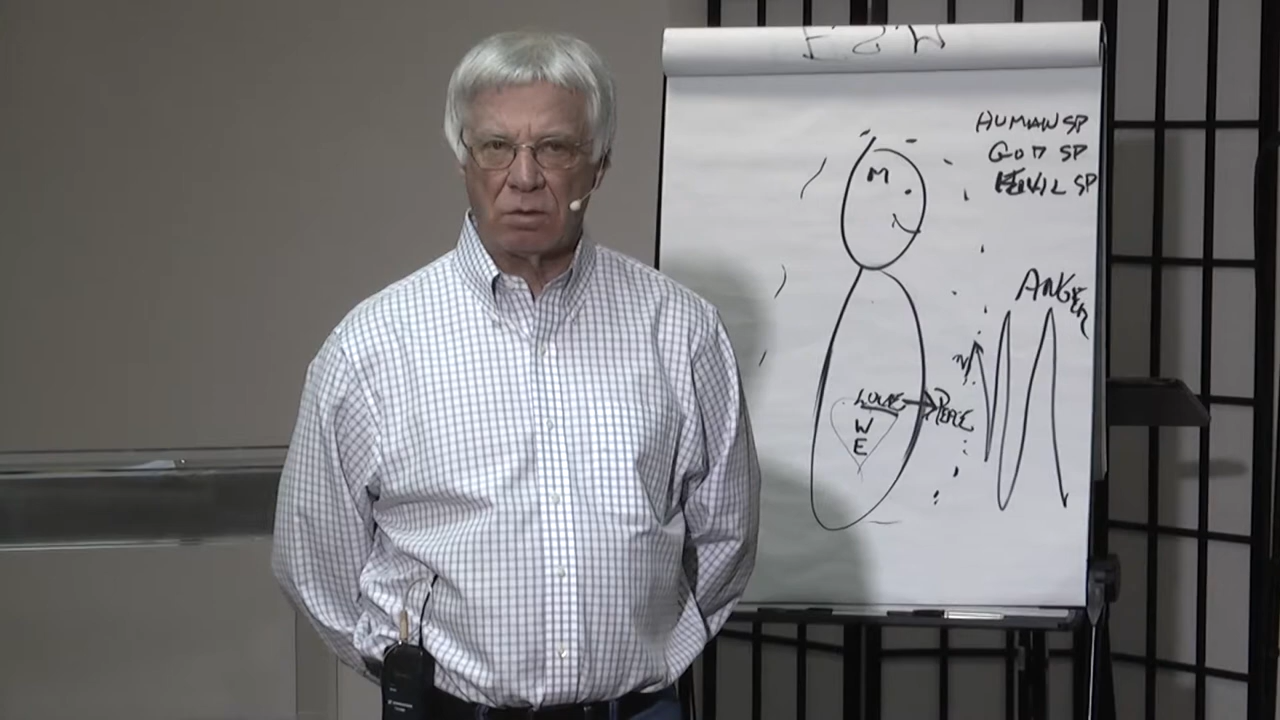 HUMAN SP
GOD SP
EVIL SP
M
ANGER
N
LOVE
PEACE
W
E